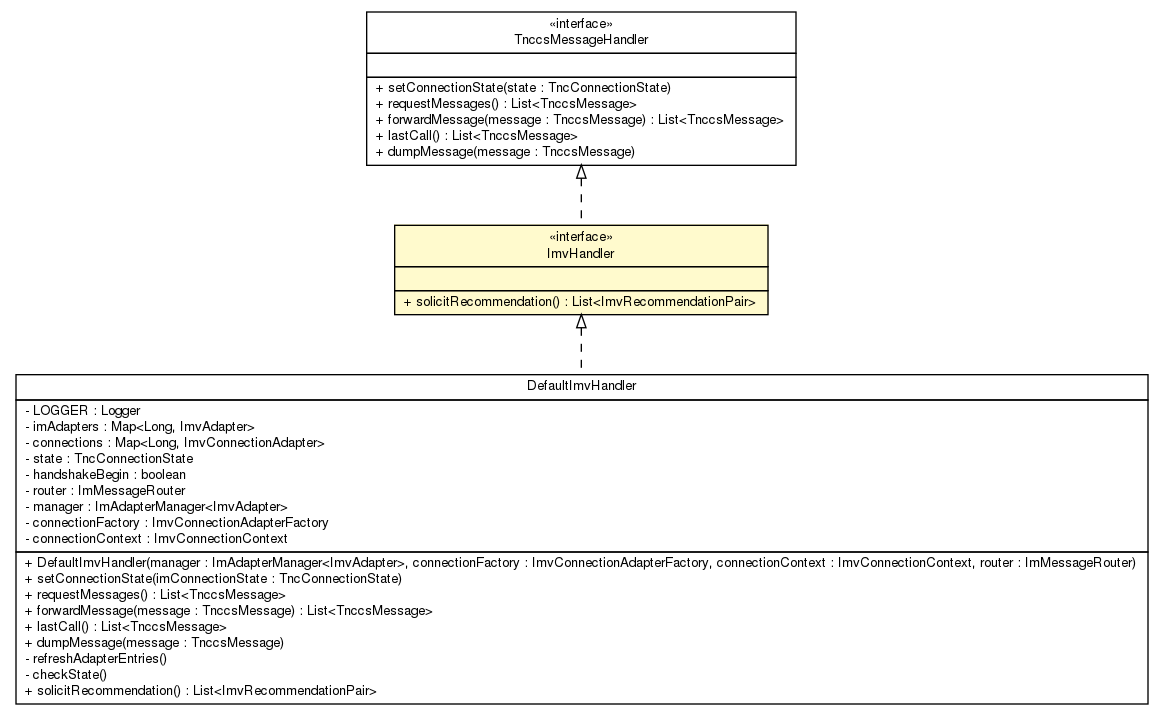 «interface»
TnccsMessageHandler
+ setConnectionState(state : TncConnectionState)
+ requestMessages() : List<TnccsMessage>
+ forwardMessage(message : TnccsMessage) : List<TnccsMessage>
+ lastCall() : List<TnccsMessage>
+ dumpMessage(message : TnccsMessage)
«interface»
ImvHandler
+ solicitRecommendation() : List<ImvRecommendationPair>
DefaultImvHandler
- LOGGER : Logger
- imAdapters : Map<Long, ImvAdapter>
- connections : Map<Long, ImvConnectionAdapter>
- state : TncConnectionState
- handshakeBegin : boolean
- router : ImMessageRouter
- manager : ImAdapterManager<ImvAdapter>
- connectionFactory : ImvConnectionAdapterFactory
- connectionContext : ImvConnectionContext
+ DefaultImvHandler(manager : ImAdapterManager<ImvAdapter>, connectionFactory : ImvConnectionAdapterFactory, connectionContext : ImvConnectionContext, router : ImMessageRouter)
+ setConnectionState(imConnectionState : TncConnectionState)
+ requestMessages() : List<TnccsMessage>
+ forwardMessage(message : TnccsMessage) : List<TnccsMessage>
+ lastCall() : List<TnccsMessage>
+ dumpMessage(message : TnccsMessage)
- refreshAdapterEntries()
- checkState()
+ solicitRecommendation() : List<ImvRecommendationPair>